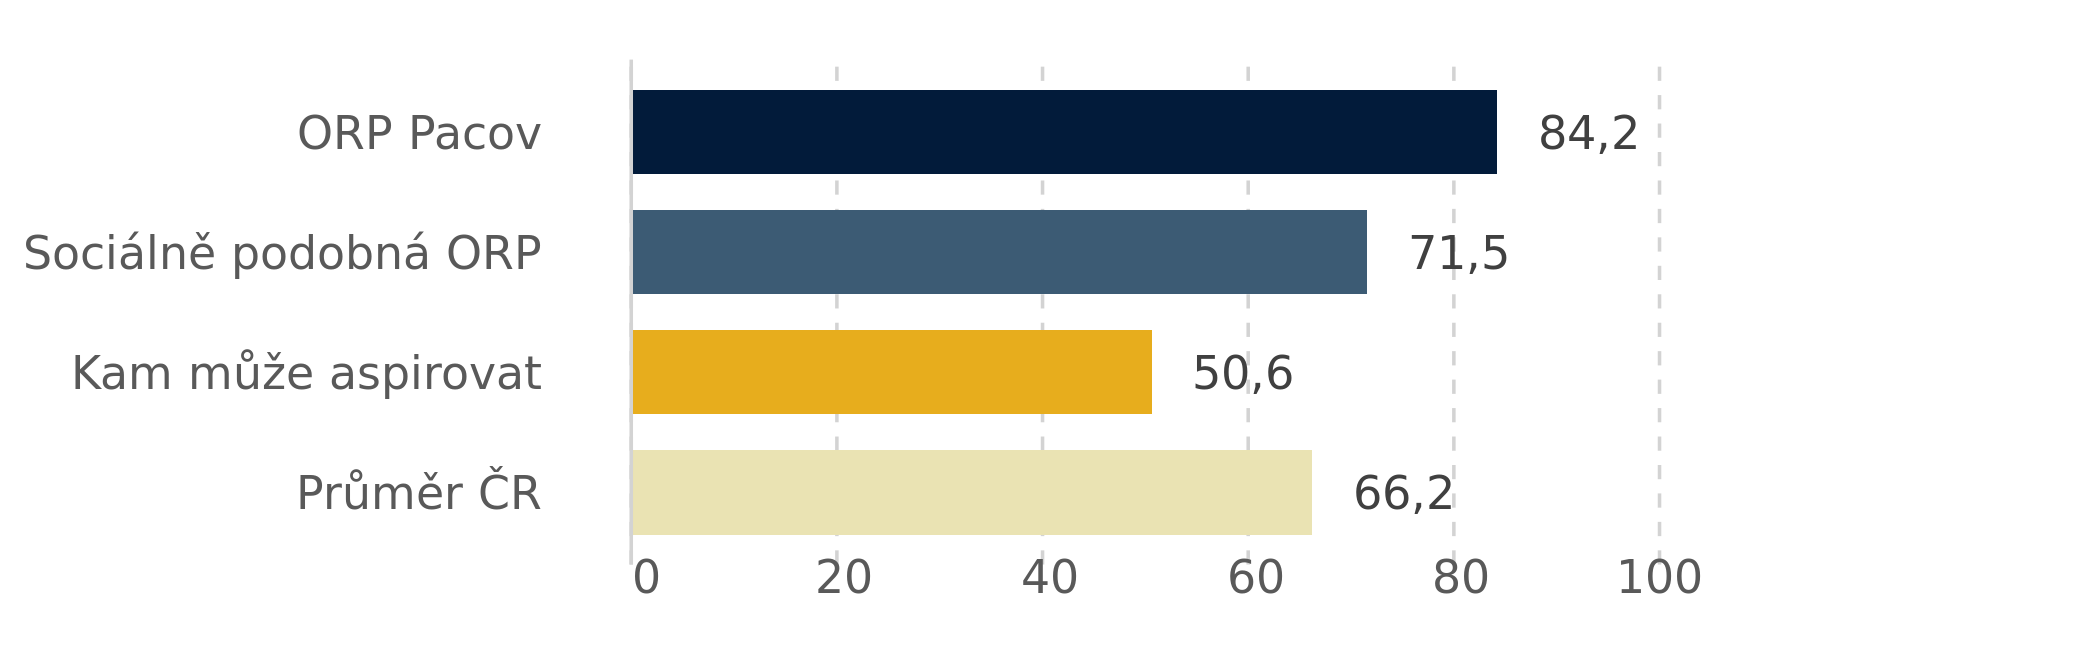 ORP Pacov 84,2
Sociálně podobná ORP 71,5
Kam může aspirovat 50,6
Průměr ČR 66,2
0 20 40 60 80 100